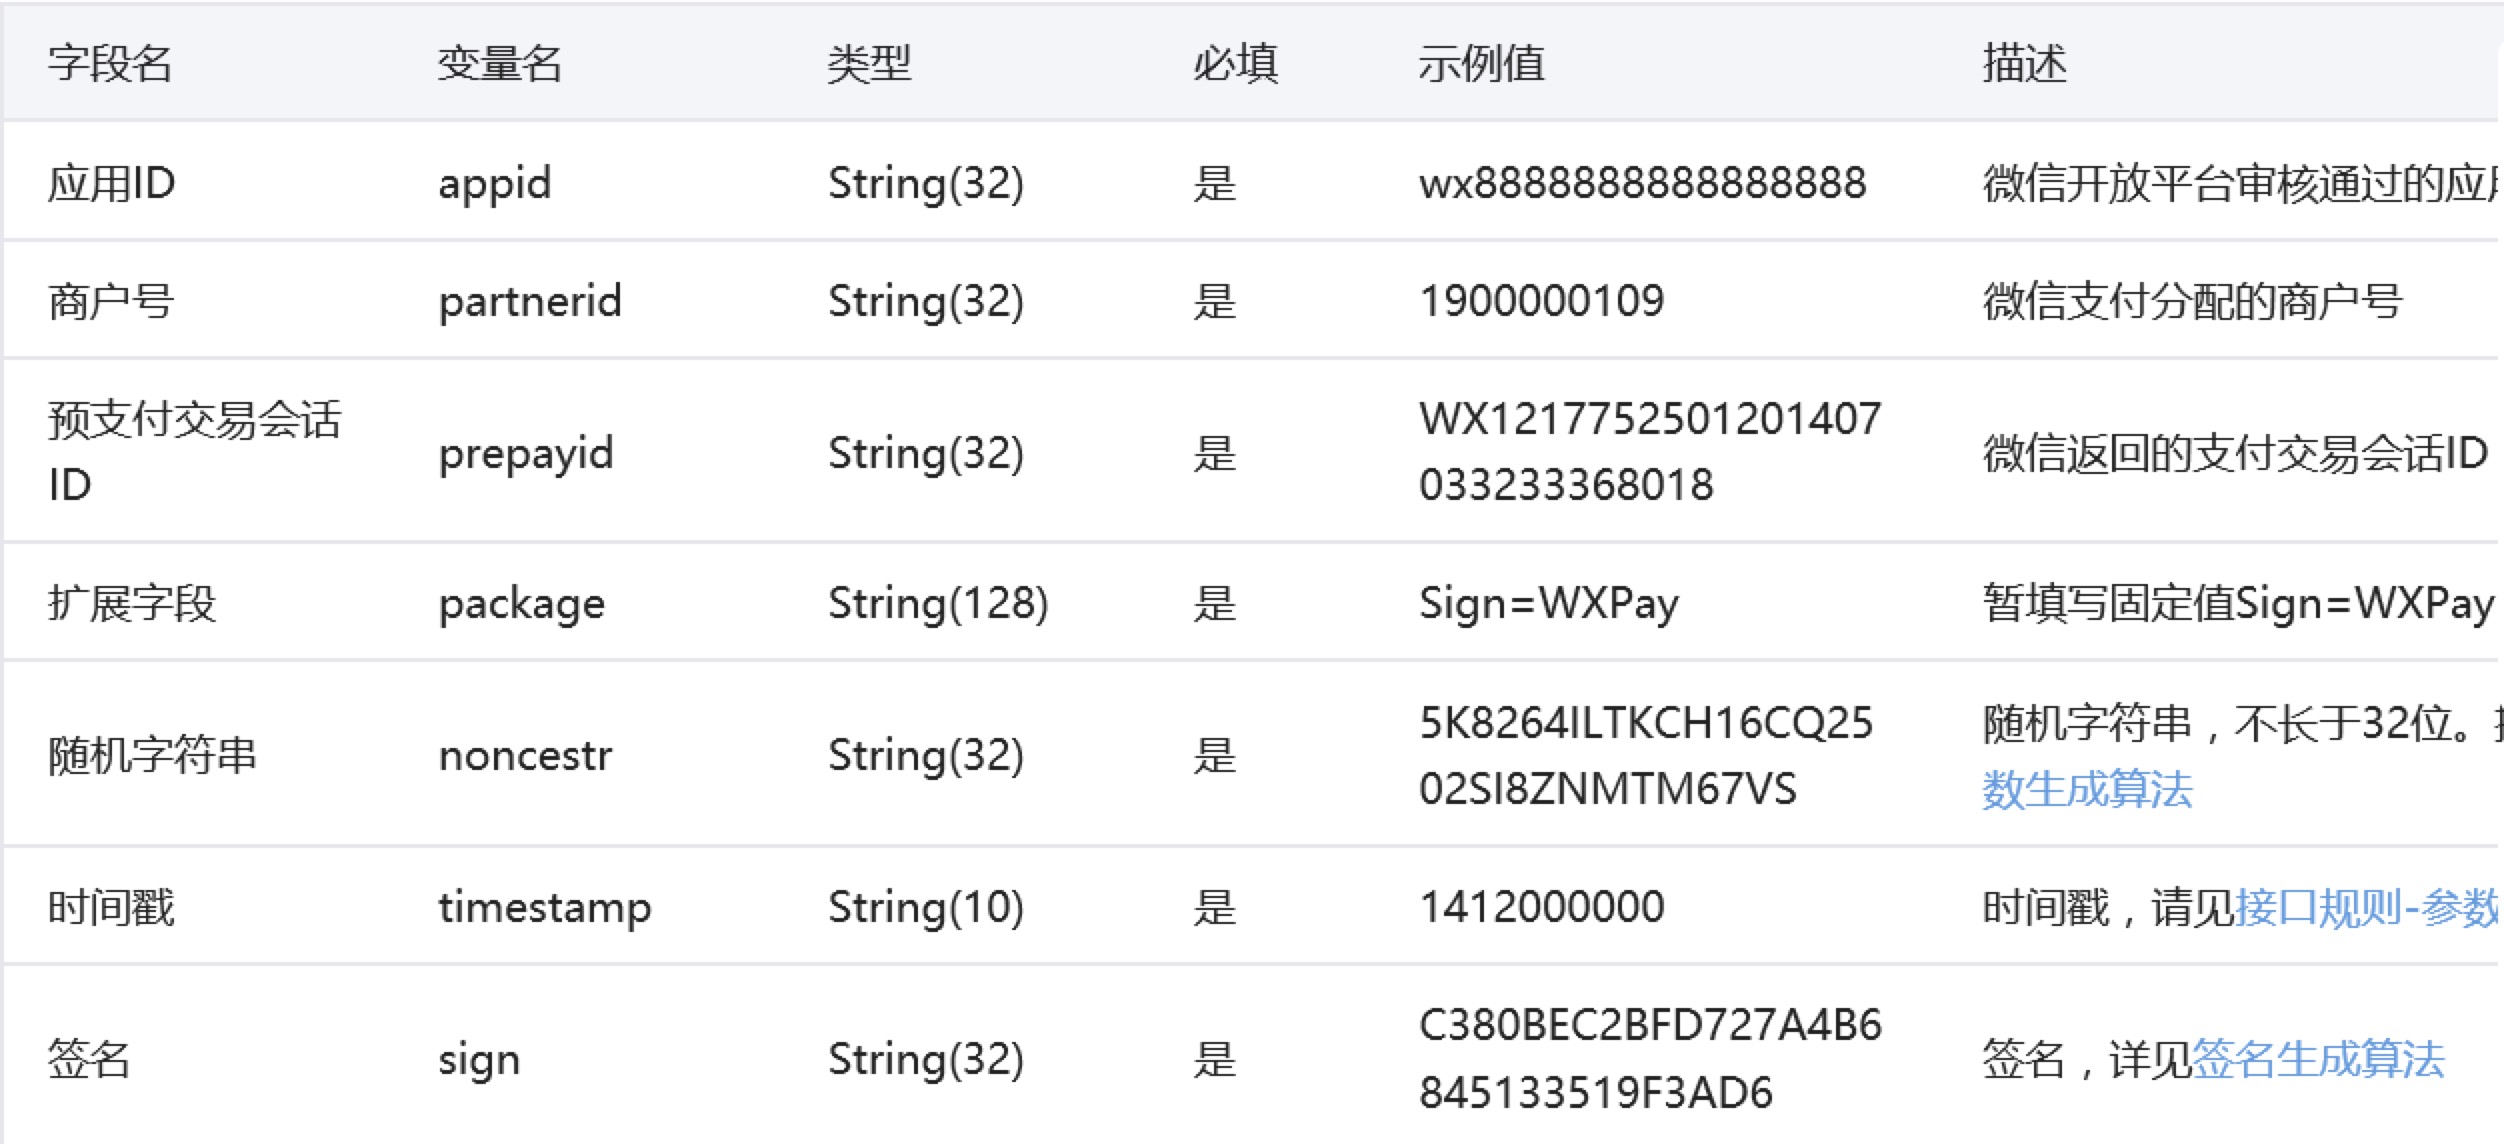 字段名 变量名 类型 必填 示例值 描述
应用ID appid String(32) 是 wx8888888888888888 微信开放平台审核通过的应
商户号 partnerid String(32) 是 1900000109 微信支付分配的商户号
预支付交易会话
ID prepayid String(32) 是 WX1217752501201407
033233368018 微信返回的支付交易会话ID
扩展字段 package String(128) 是 Sign=WXPay 暂填写固定值Sign=WXPay
随机字符串 noncestr String(32) 是 5K8264ILTKCH16CQ25
02SI8ZNMTM67VS 随机字符串，不长于32位。
数生成算法
时间戳 timestamp String(10) 是 1412000000 时间戳，请见接口规则-参数
签名 sign String(32) 是 C380BEC2BFD727A4B6
845133519F3AD6 签名，详见签名生成算法